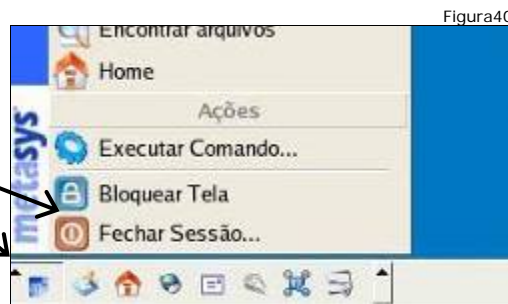 Figura40
Encontrar arquivos
Home
Ações
Executar Comando...
Bloquear Tela
Fechar Sessão...
metasys